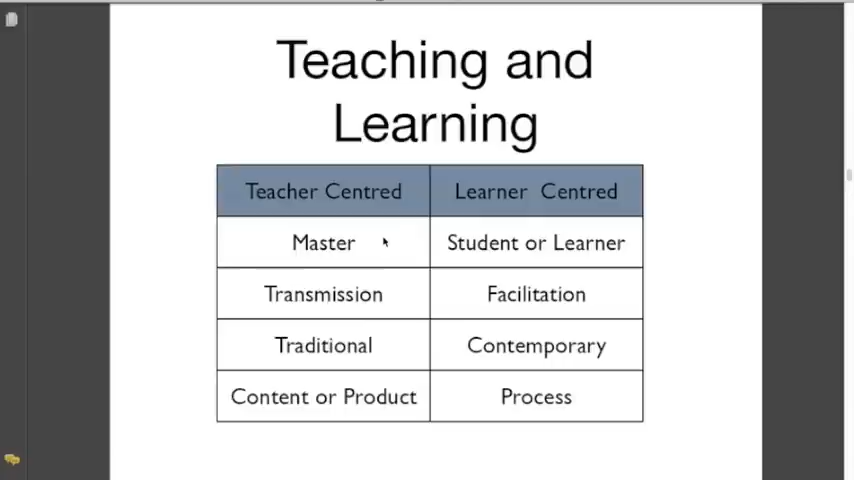 Teaching and
Learning
Teacher Centred Learner Centred
Master Student or Learner
Transmission Facilitation
Traditional Contemporary
Content or Product Process